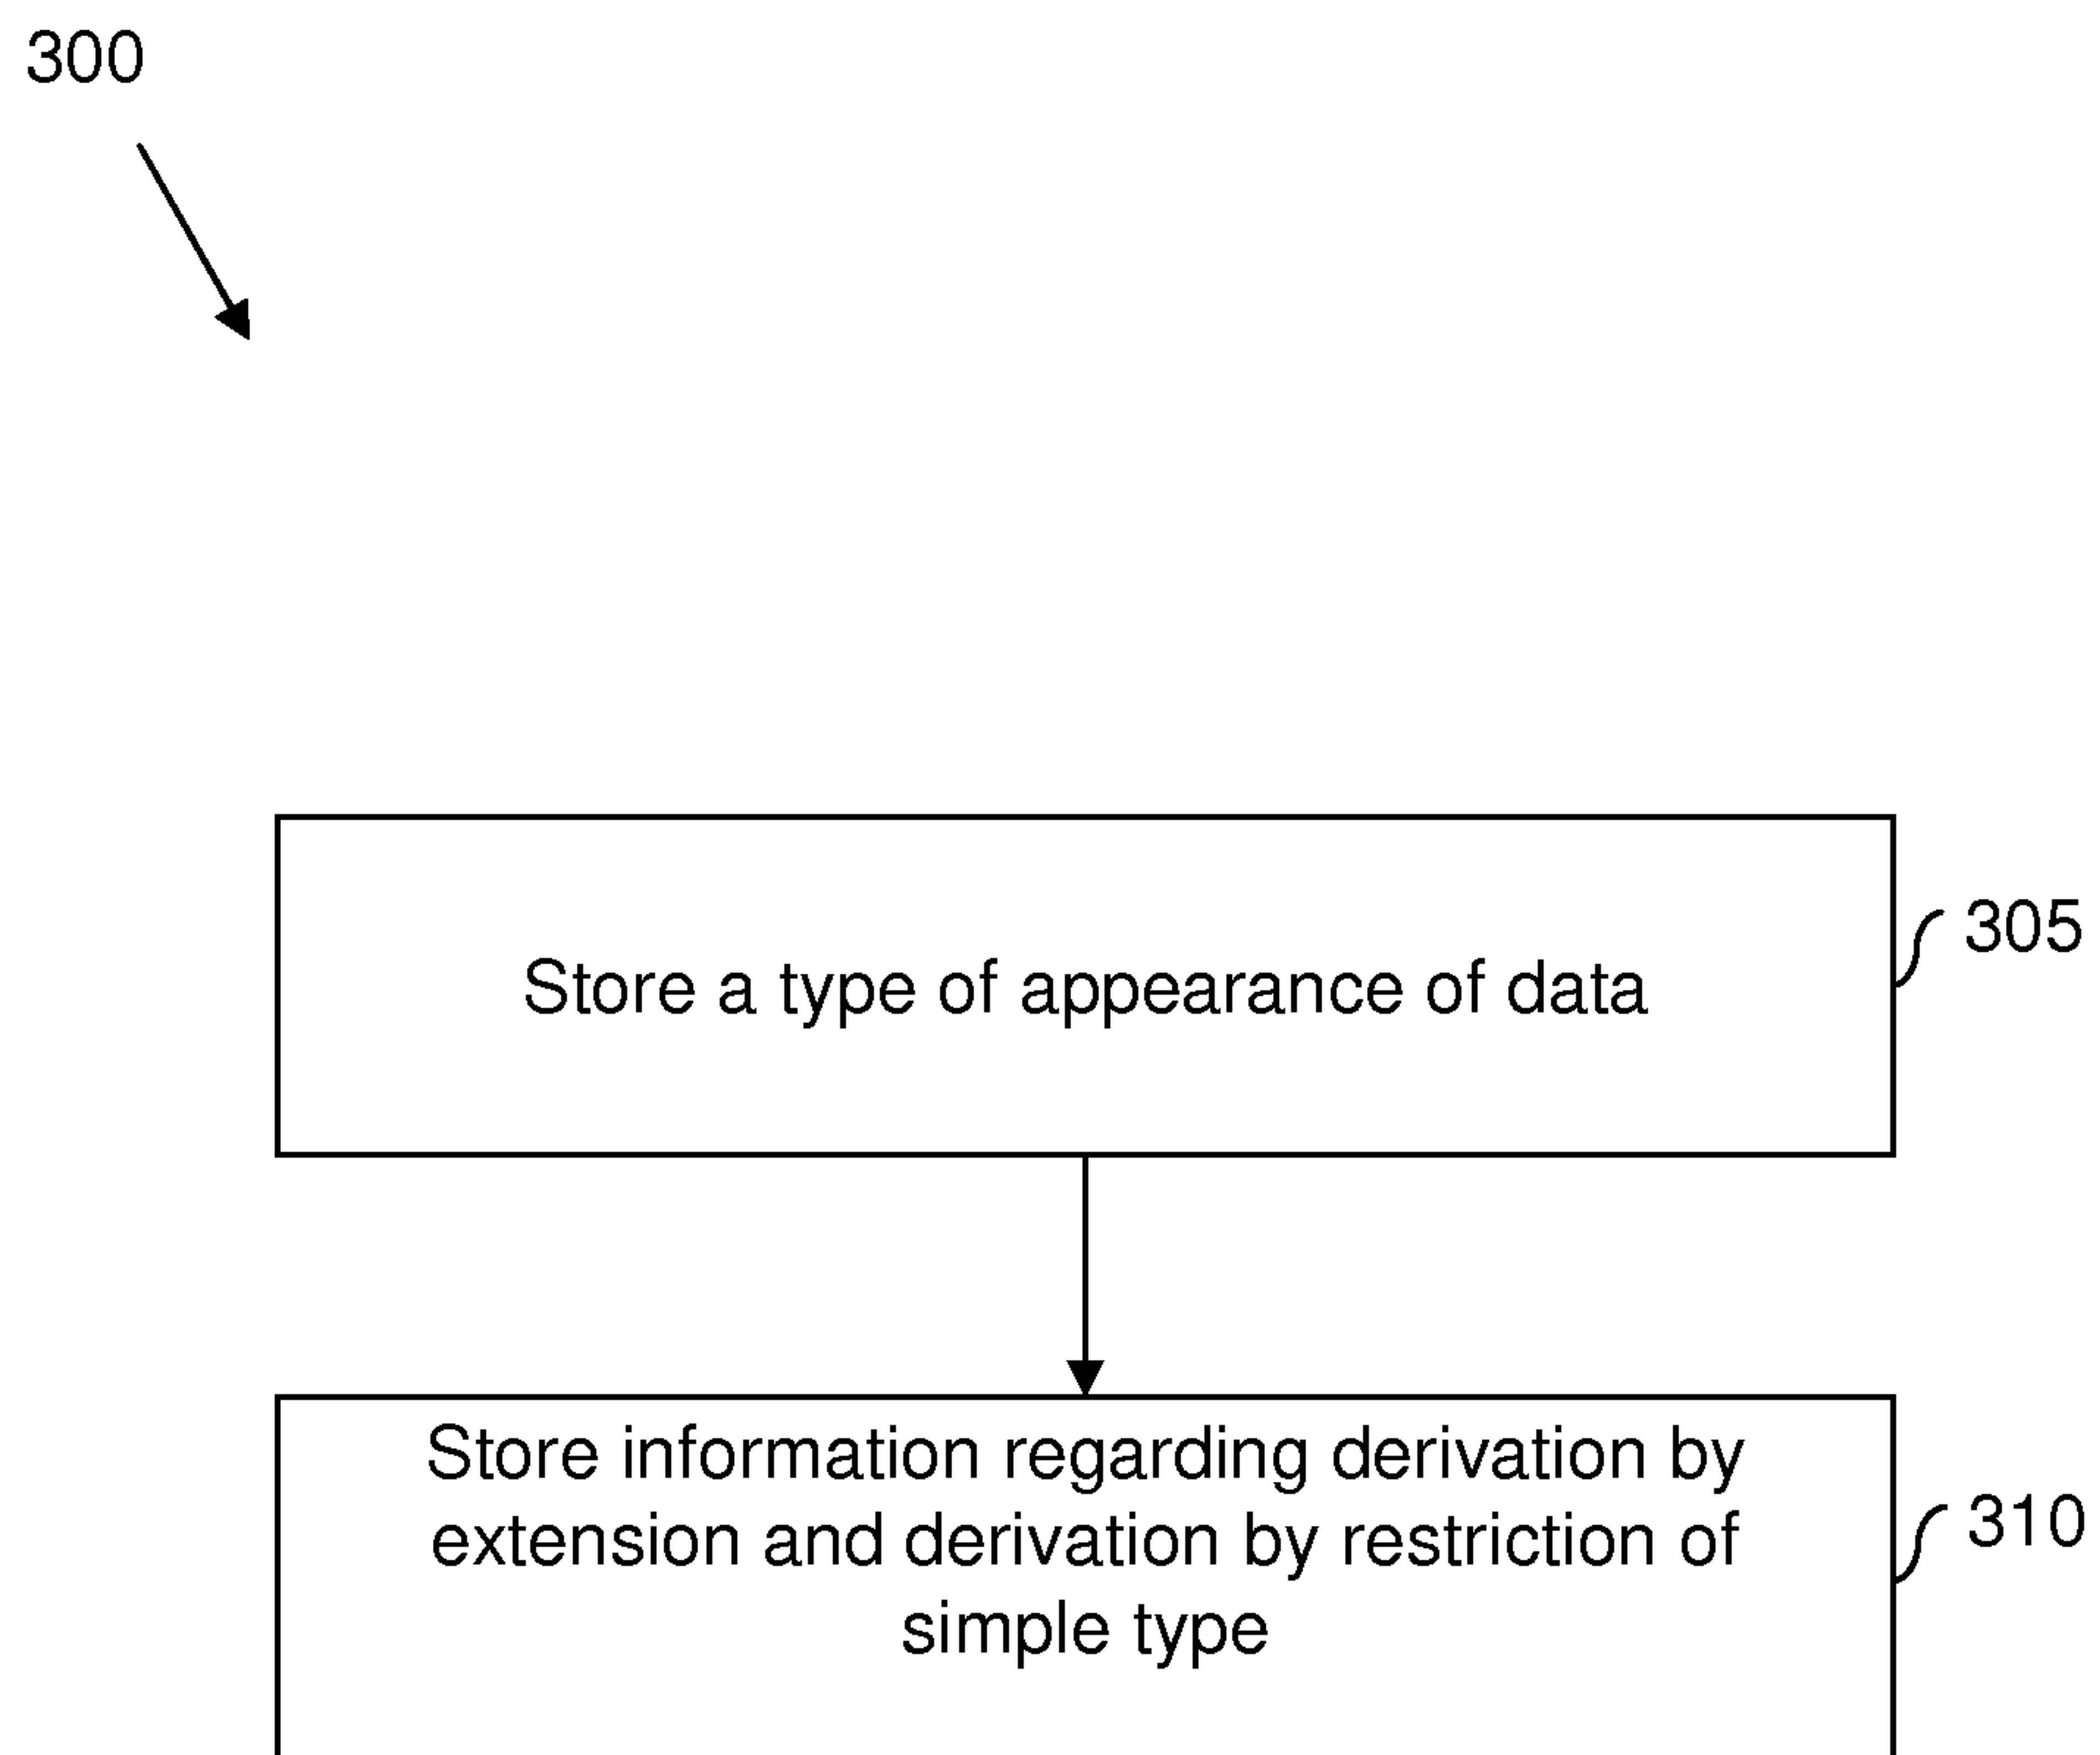 300
305
Store a type of appearance of data
Store information regarding derivation by
extension and derivation by restriction of
simple type
310